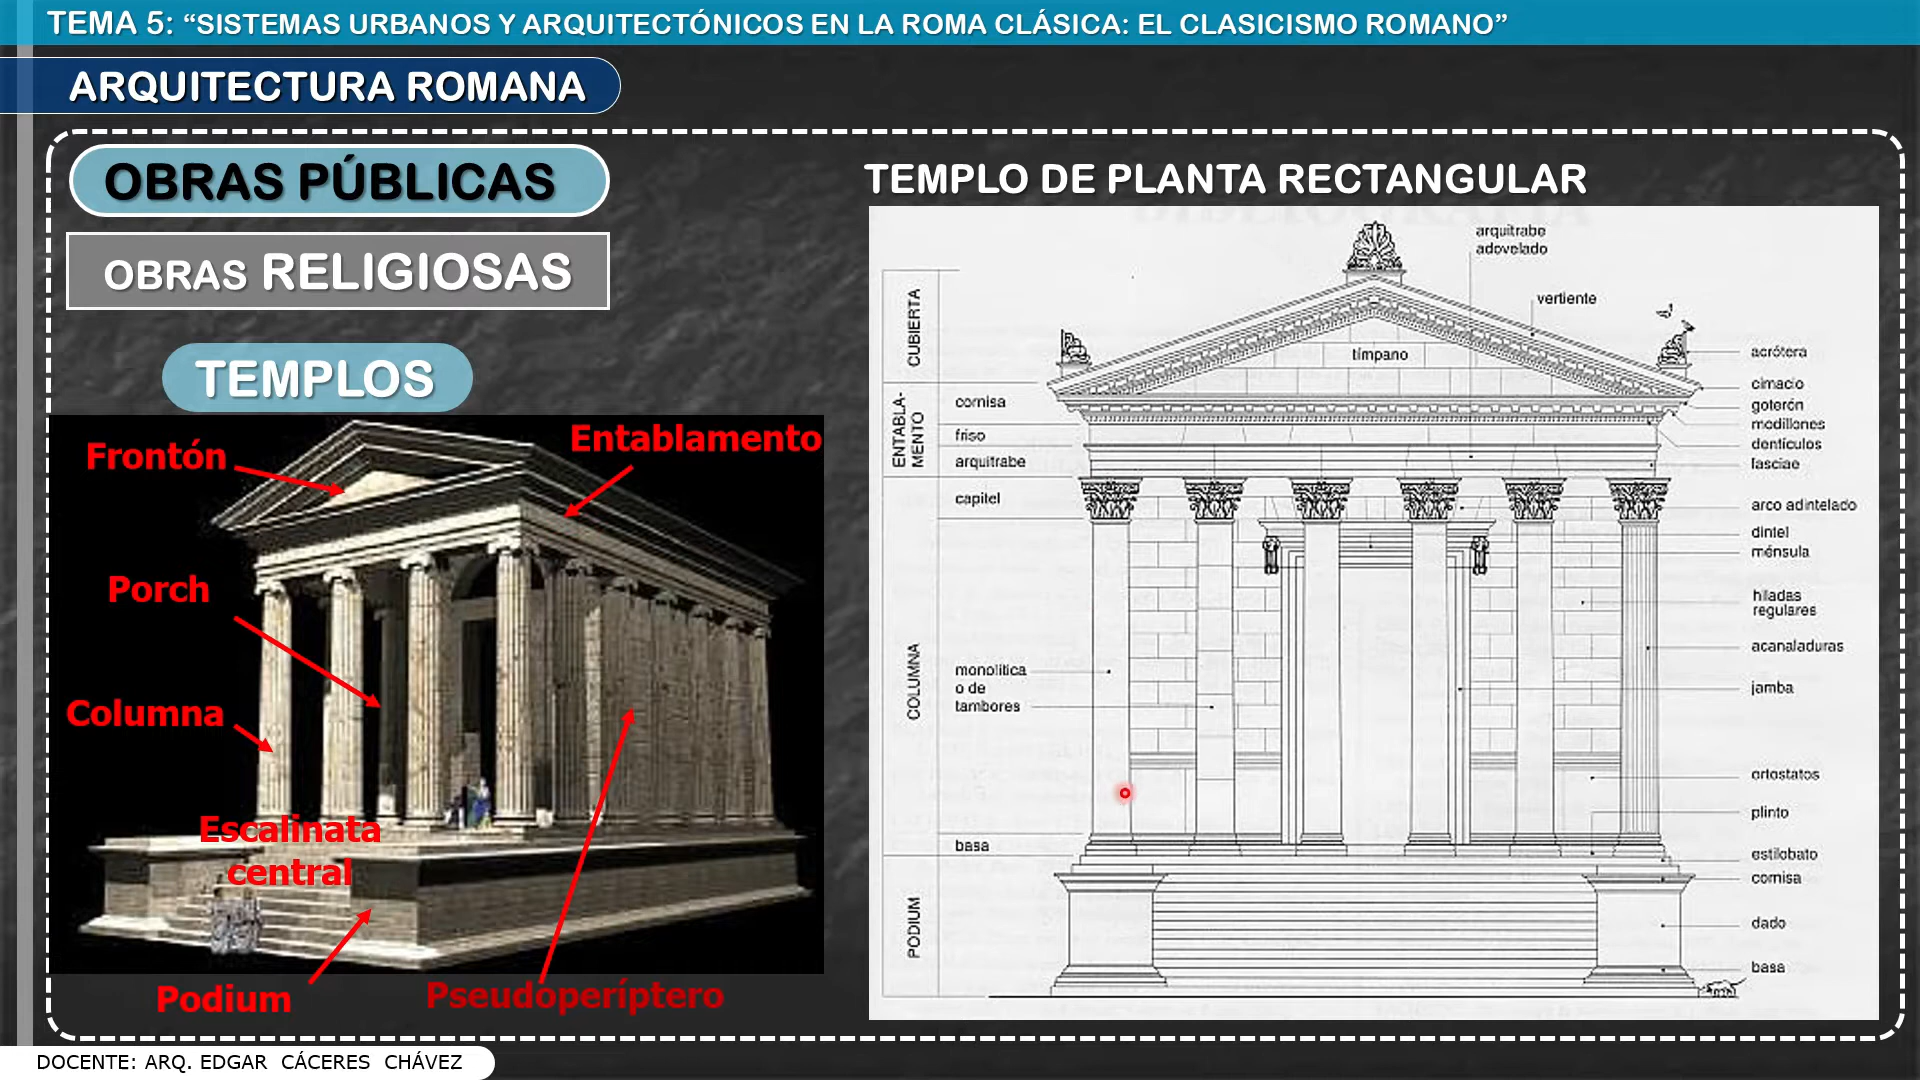 TEMA 5: “SISTEMAS URBANOS Y ARQUITECTÓNICOS EN LA ROMA CLÁSICA: EL CLASICISMO ROMANO”
ARQUITECTURA ROMANA
OBRAS PÚBLICAS
OBRAS RELIGIOSAS
TEMPLOS
Frontón
Entablamento
Porch
Columna
Escalinata
central
Podium
Pseudoperíptero
TEMPLO DE PLANTA RECTANGULAR
arquitrabe
adovelado
vertiente
tímpano
CUBIERTA
ENTABLA-
MENTO
COLUMNA
PODIUM
cornisa
friso
arquitrabe
capitel
monolítica
o de
tambores
basa
acrótera
cimacio
goterón
modillones
dentículos
fasciae
arco adintelado
dintel
ménsula
hiladas
regulares
acanaladuras
jamba
ortostatos
plinto
estilobato
cornisa
dado
basa
DOCENTE: ARQ. EDGAR CÁCERES CHÁVEZ